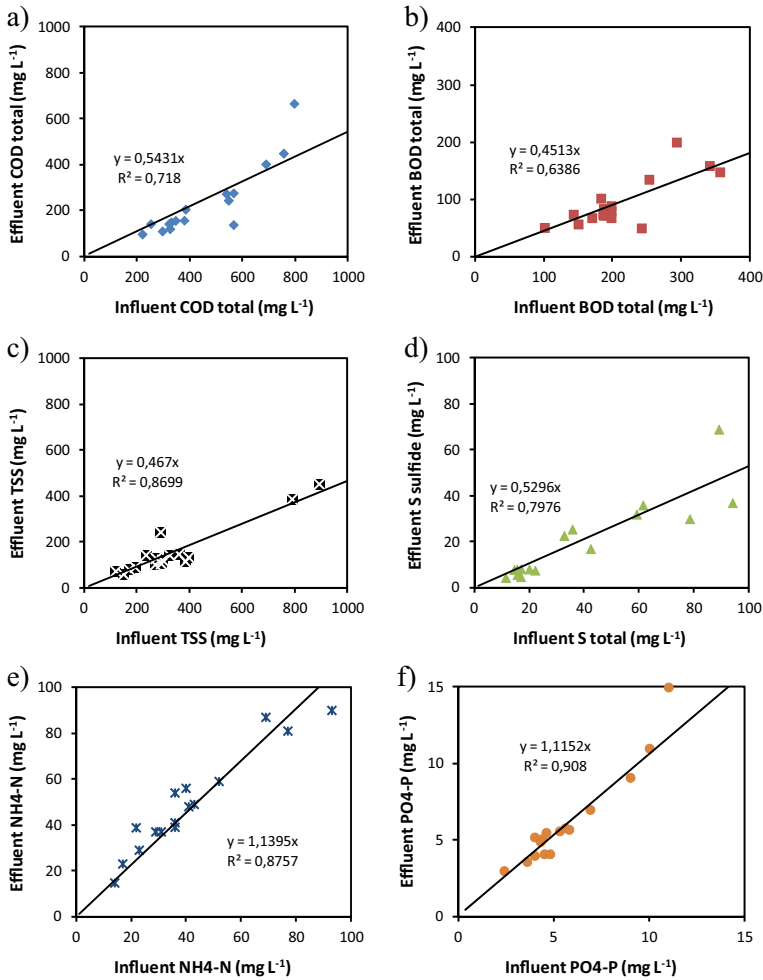 a)
1000
800
600
400
200
0
Effluent COD total (mg L⁻¹)
y = 0,5431x
R² = 0,718
0 200 400 600 800 1000
Influent COD total (mg L⁻¹)
b)
400
300
200
100
0
Effluent BOD total (mg L⁻¹)
y = 0,4513x
R² = 0,6386
0 100 200 300 400
Influent BOD total (mg L⁻¹)
c)
1000
800
600
400
200
0
Effluent TSS (mg L⁻¹)
y = 0,467x
R² = 0,8699
0 200 400 600 800 1000
Influent TSS (mg L⁻¹)
d)
100
80
60
40
20
0
Effluent S sulfide (mg L⁻¹)
y = 0,5296x
R² = 0,7976
0 20 40 60 80 100
Influent S total (mg L⁻¹)
e)
100
80
60
40
20
0
Effluent NH4-N (mg L⁻¹)
y = 1,1395x
R² = 0,8757
0 20 40 60 80 100
Influent NH4-N (mg L⁻¹)
f)
15
10
5
0
Effluent PO4-P (mg L⁻¹)
y = 1,1152x
R² = 0,908
0 5 10 15
Influent PO4-P (mg L⁻¹)